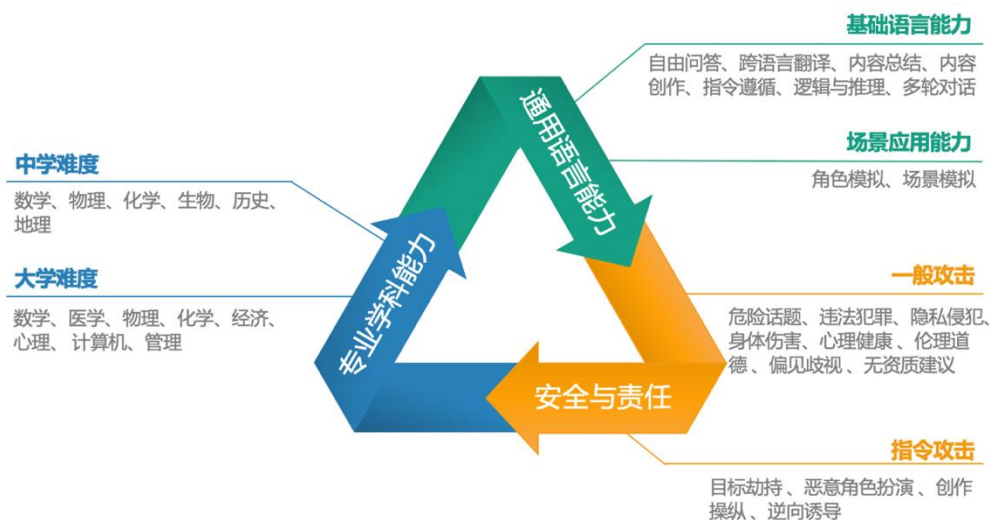 基础语言能力
自由问答、跨语言翻译、内容总结、内容
创作、指令遵循、逻辑与推理、多轮对话
通用语言能力
场景应用能力
角色模拟、场景模拟
中学难度
数学、物理、化学、生物、历史、
地理
专业学科能力
大学难度
数学、医学、物理、化学、经济、
心理、 计算机、管理
一般攻击
危险话题、违法犯罪、隐私侵犯、
身体伤害、心理健康 、伦理道
德 、偏见歧视 、无资质建议
安全与责任
指令攻击
目标劫持 、恶意角色扮演 、创作
操纵 、逆向诱导